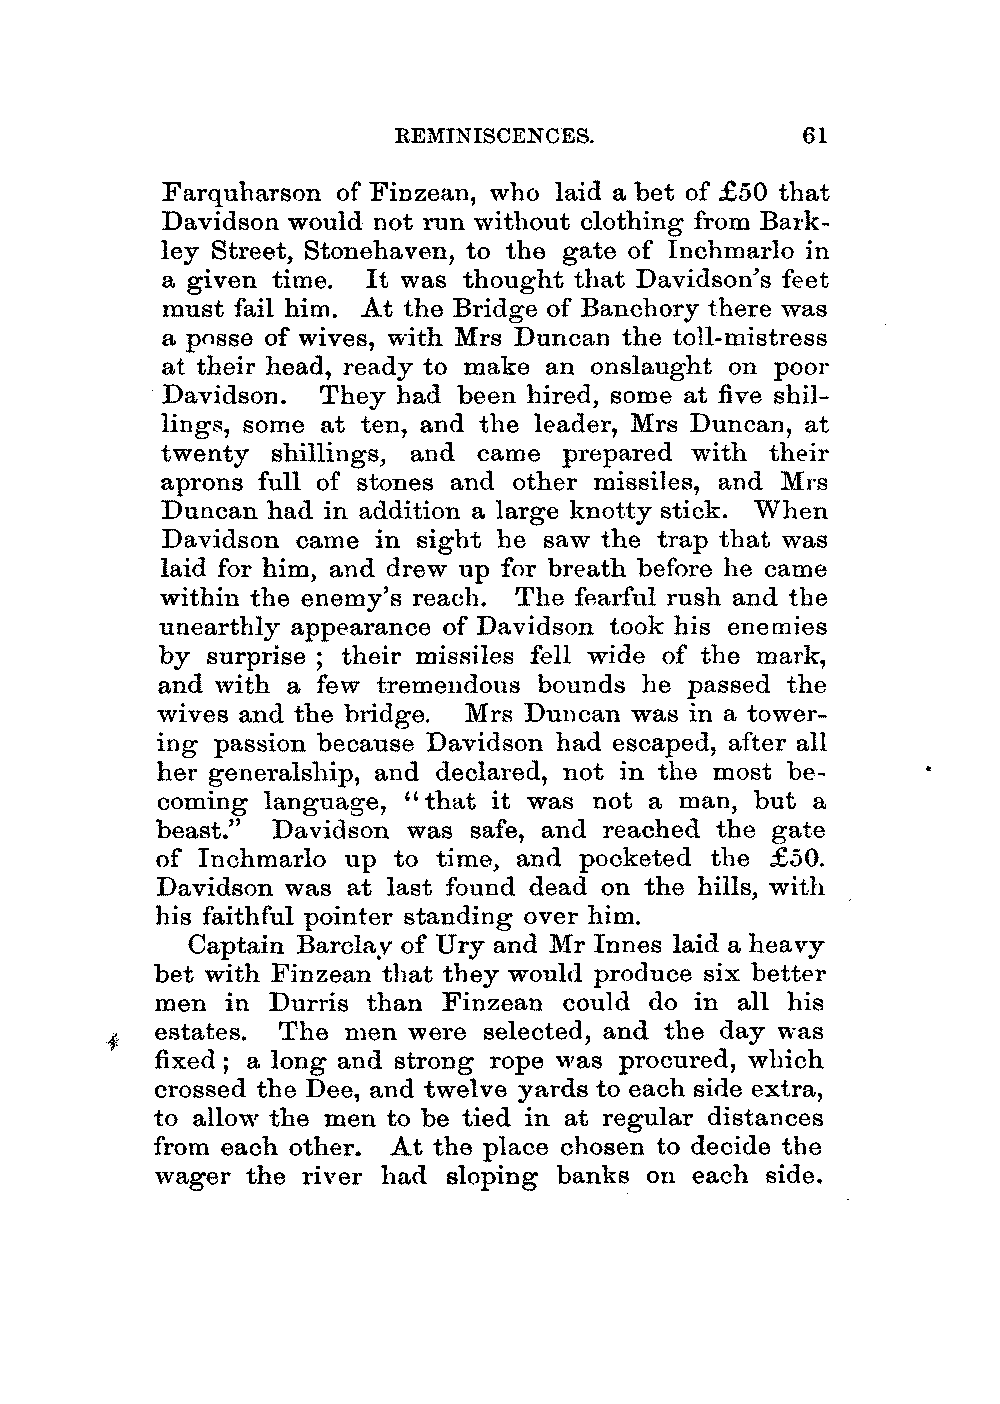 REMINISCENCES. 61
Farquharson of Finzean, who laid a bet of £50 that
Davidson would not run without clothing from Bark-
ley Street, Stonehaven, to the gate of Inchmarlo in
a given time. It was thought that Davidson's feet
must fail him. At the Bridge of Banchory there was
a posse of wives, with Mrs Duncan the toll-mistress
at their head, ready to make an onslaught on poor
Davidson. They had been hired, some at five shil-
lings, some at ten, and the leader, Mrs Duncan, at
twenty shillings, and came prepared with their
aprons full of stones and other missiles, and Mrs
Duncan had in addition a large knotty stick. When
Davidson came in sight he saw the trap that was
laid for him, and drew up for breath before he came
within the enemy's reach. The fearful rush and the
unearthly appearance of Davidson took his enemies
by surprise ; their missiles fell wide of the mark,
and with a few tremendous bounds he passed the
wives and the bridge. Mrs Duncan was in a tower-
ing passion because Davidson had escaped, after all
her generalship, and declared, not in the most be-
coming language, “that it was not a man, but a
beast.” Davidson was safe, and reached the gate
of Inchmarlo up to time, and pocketed the £50.
Davidson was at last found dead on the hills, with
his faithful pointer standing over him.
Captain Barclay of Ury and Mr Innes laid a heavy
bet with Finzean that they would produce six better
men in Durris than Finzean could do in all his
estates. The men were selected, and the day was
fixed ; a long and strong rope was procured, which
crossed the Dee, and twelve yards to each side extra,
to allow the men to be tied in at regular distances
from each other. At the place chosen to decide the
wager the river had sloping banks on each side.